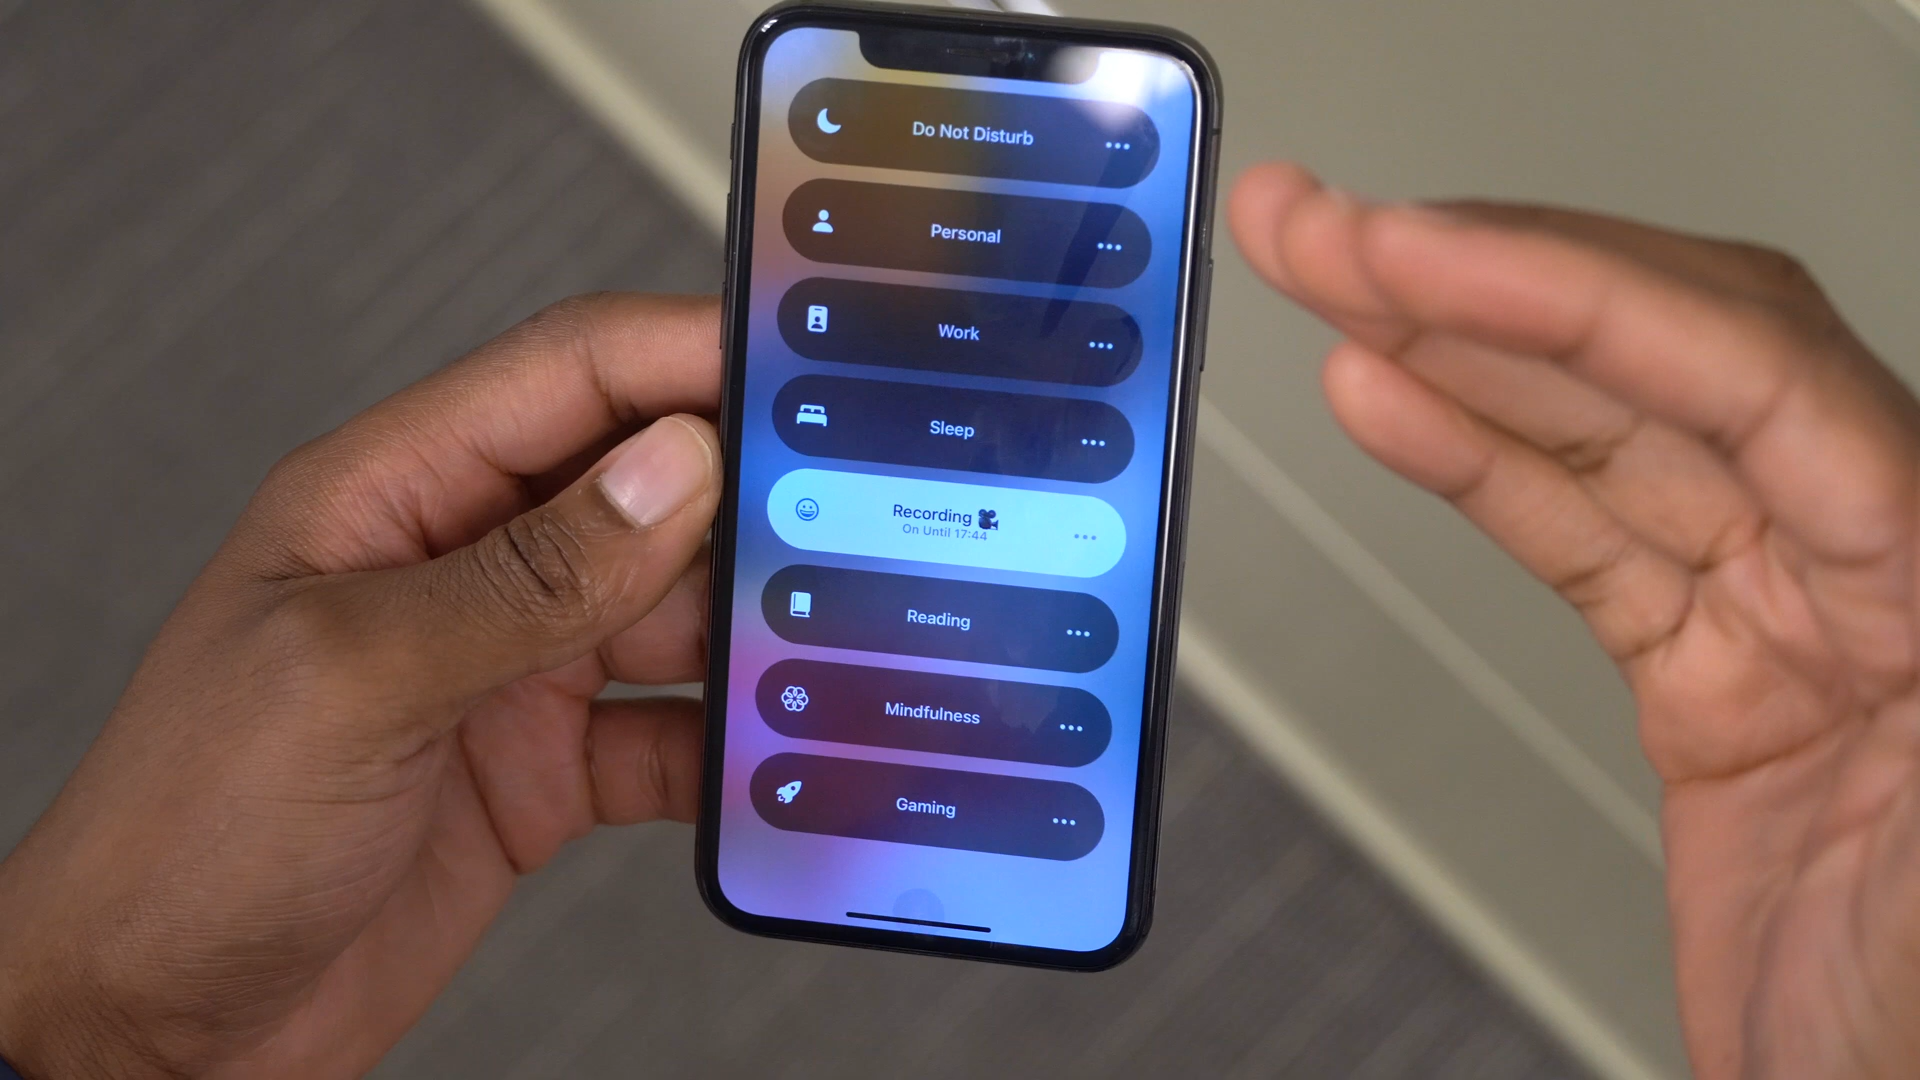 Do Not Disturb
Personal
Work
Sleep
Recording 🎥
On Until 17:44
Reading
Mindfulness
Gaming